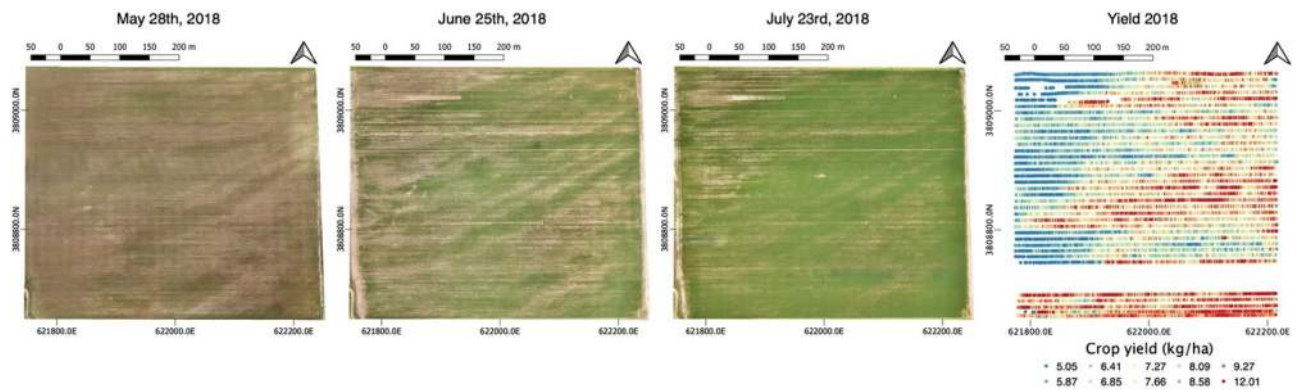 May 28th, 2018
June 25th, 2018
July 23rd, 2018
Yield 2018
50 0 50 100 150 200 m
50 0 50 100 150 200 m
50 0 50 100 150 200 m
50 0 50 100 150 200 m
3809000.0N
3808800.0N
3809000.0N
3808800.0N
3809000.0N
3808800.0N
3809000.0N
3808800.0N
621800.0E 622000.0E 622200.0E
621800.0E 622000.0E 622200.0E
621800.0E 622000.0E 622200.0E
621800.0E 622000.0E 622200.0E
Crop yield (kg/ha)
5.05 6.41 7.27 8.09 9.27
5.87 6.85 7.66 8.58 12.01